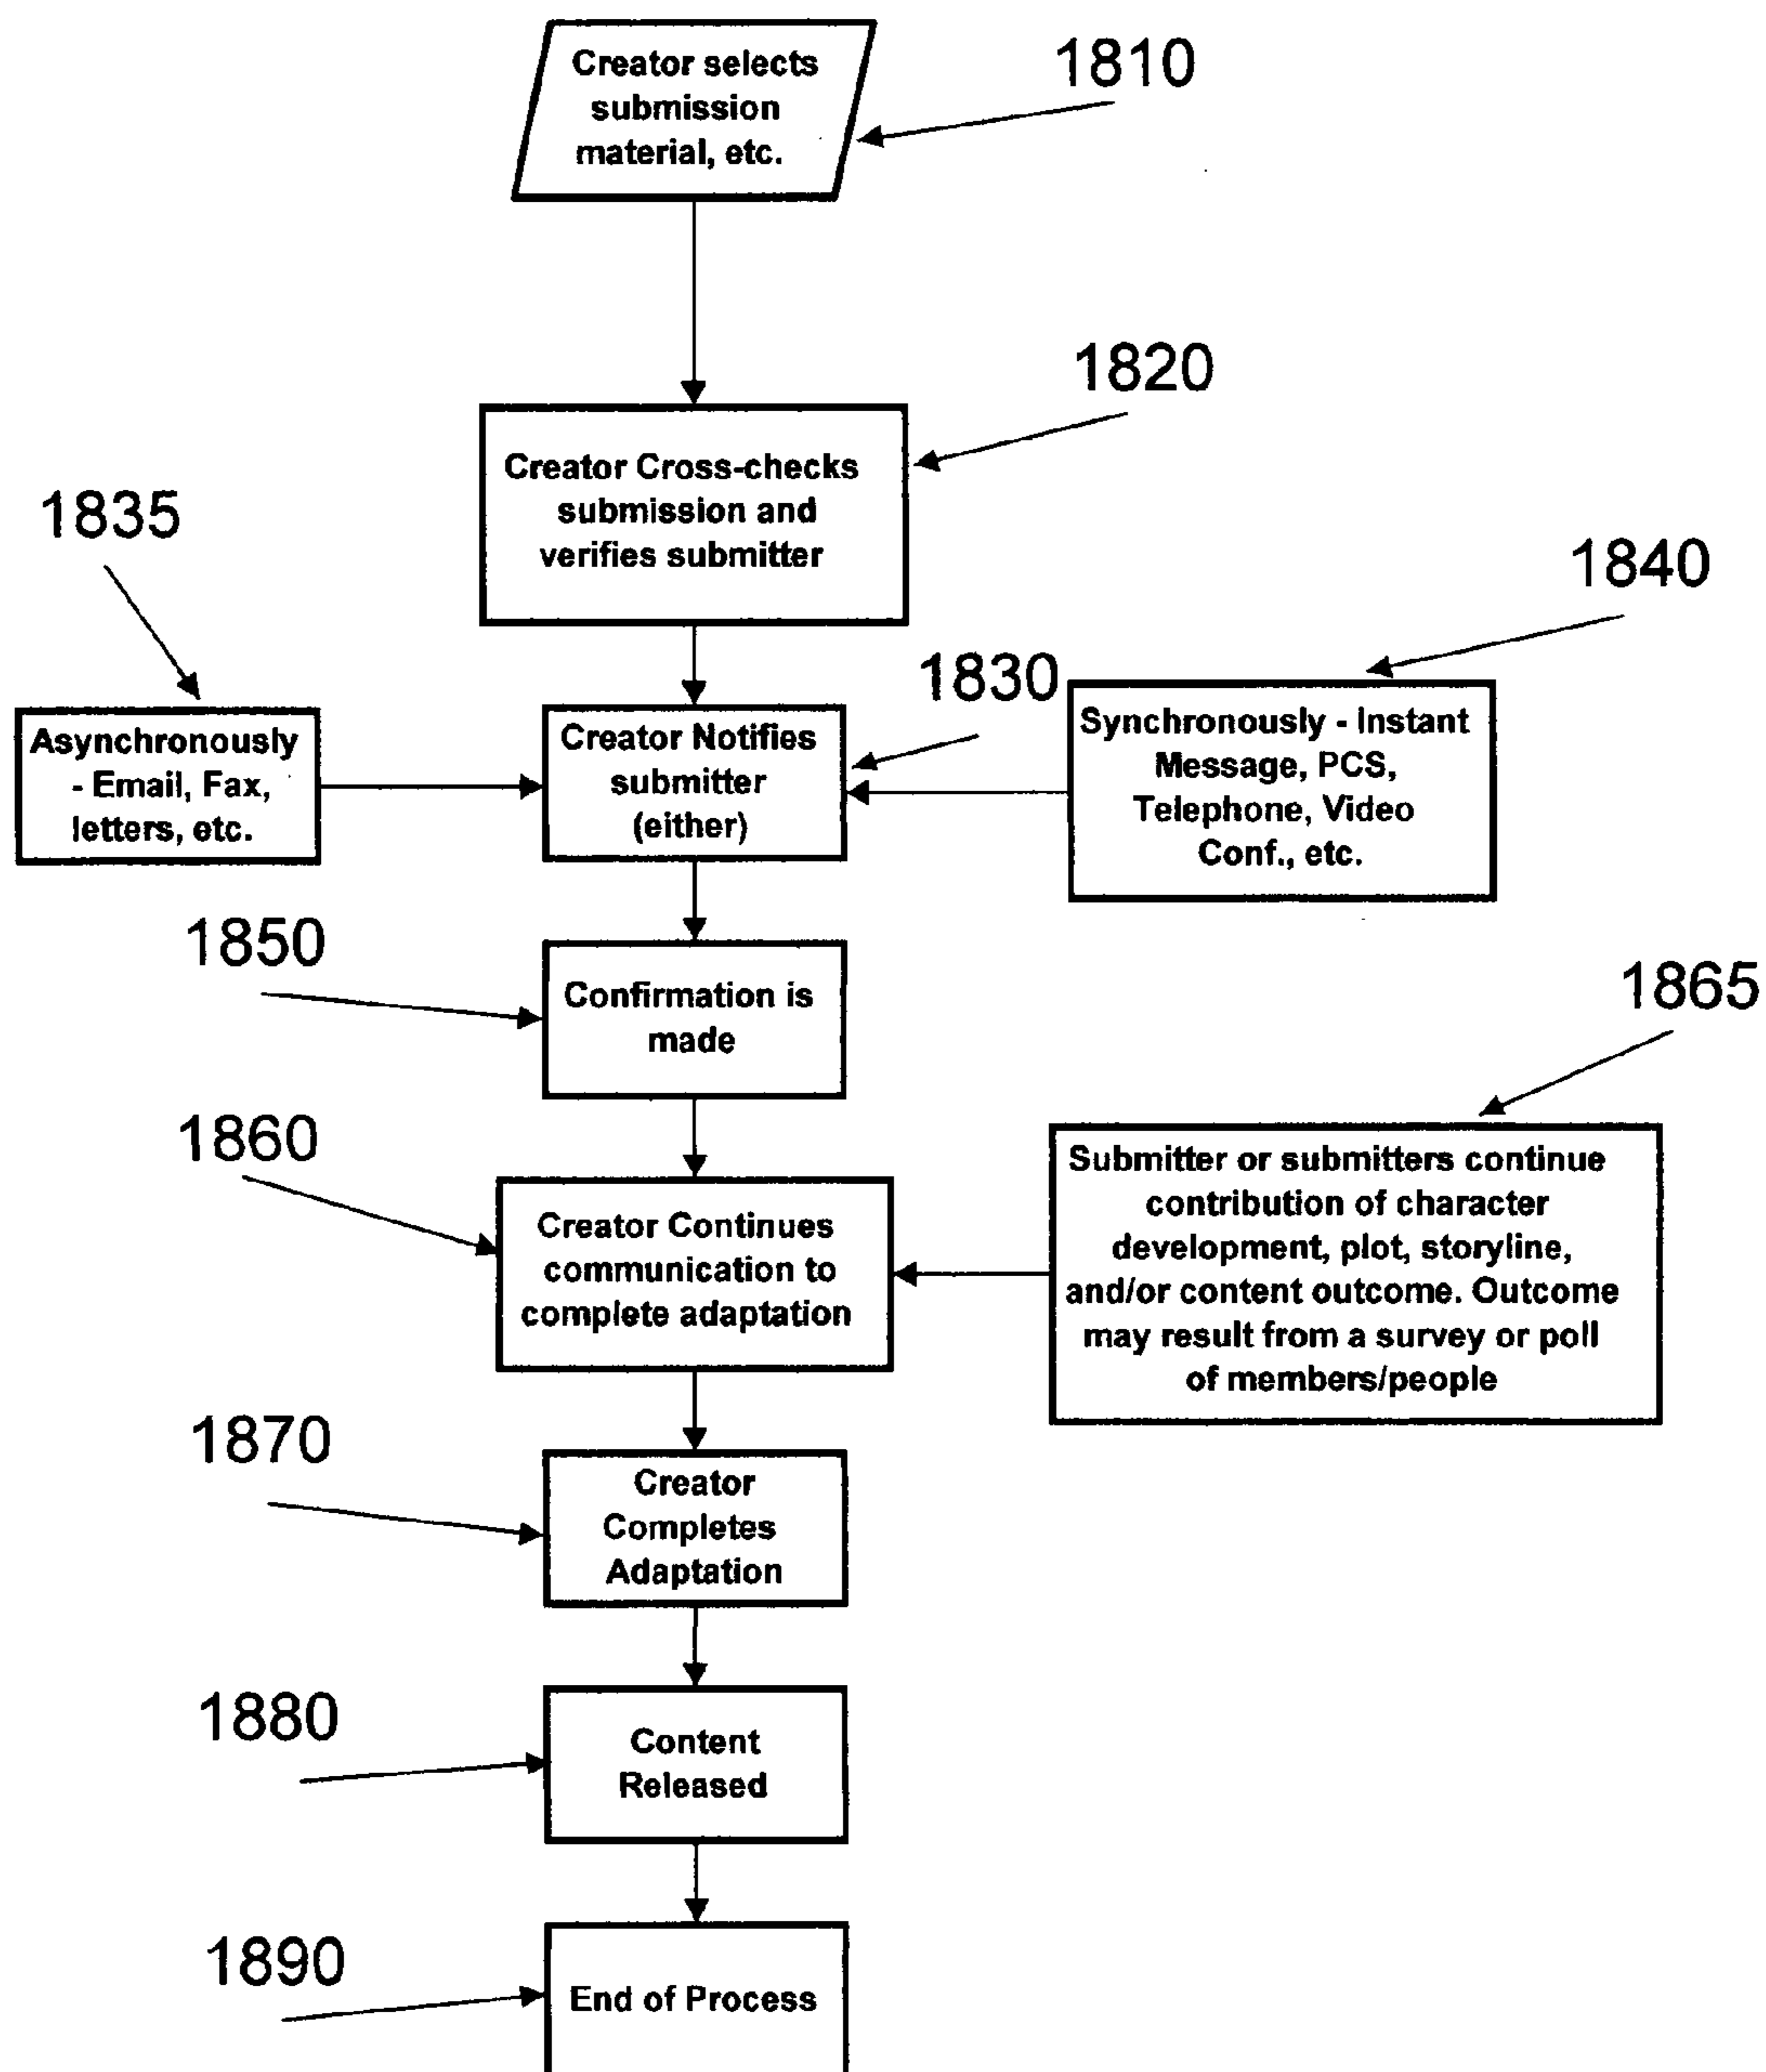 Creator selects
submission
material, etc.
1810
1820
Creator Cross-checks
submission and
verifies submitter
1835
1840
1830
Asynchronously
- Email, Fax,
letters, etc.
Creator Notifies
submitter
(either)
Synchronously - Instant
Message, PCS,
Telephone, Video
Conf., etc.
1850
Confirmation is
made
1865
1860
Creator Continues
communication to
complete adaptation
Submitter or submitters continue
contribution of character
development, plot, storyline,
and/or content outcome. Outcome
may result from a survey or poll
of members/people
1870
Creator
Completes
Adaptation
1880
Content
Released
1890
End of Process